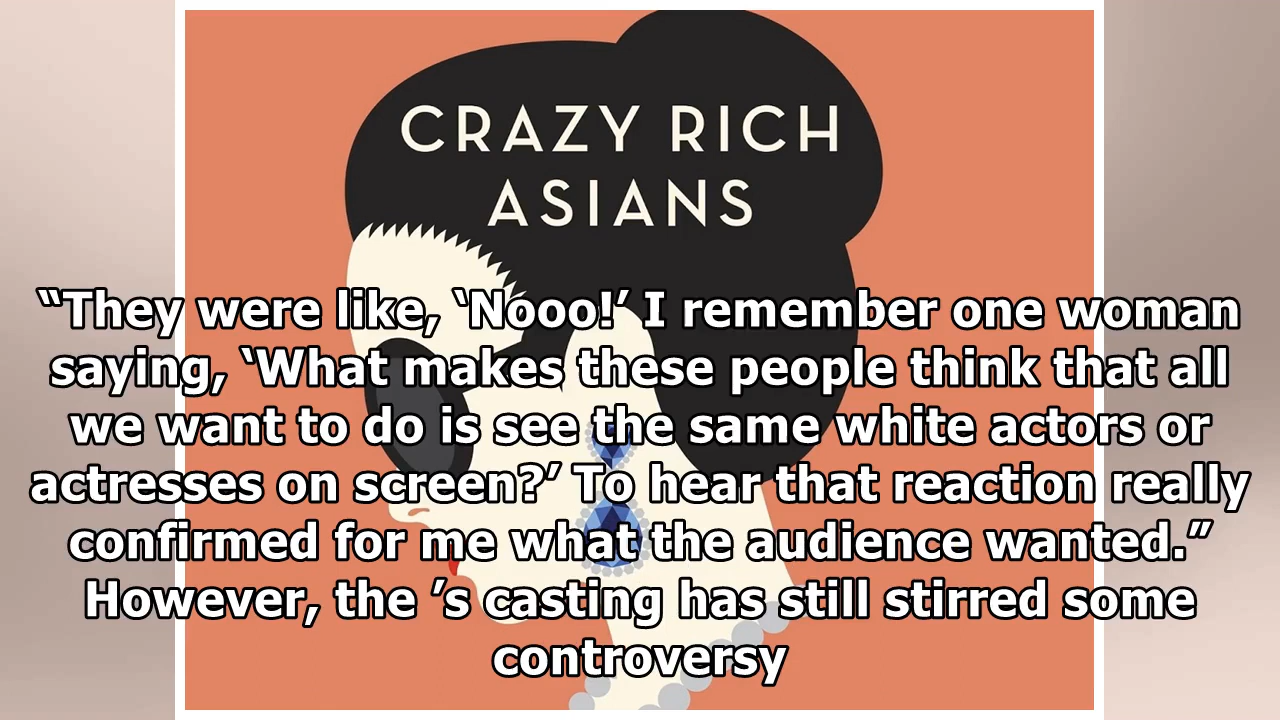 CRAZY RICH
ASIANS
“They were like, ‘Nooo!’ I remember one woman
saying, ‘What makes these people think that all
we want to do is see the same white actors or
actresses on screen?’ To hear that reaction really
confirmed for me what the audience wanted.”
However, the ’s casting has still stirred some
controversy